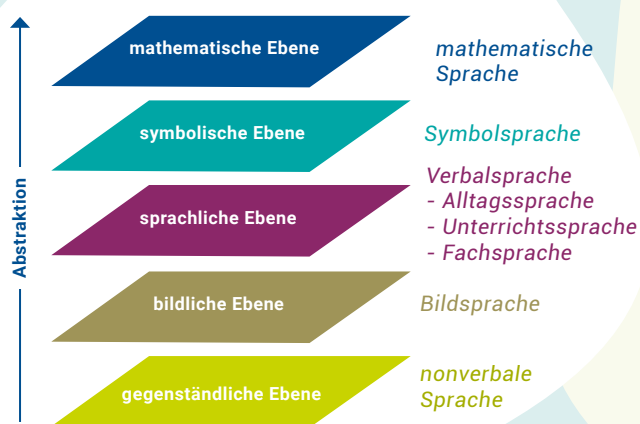 mathematische Ebene
mathematische
Sprache
symbolische Ebene
Symbolsprache
Abstraktion
sprachliche Ebene
Verbalsprache
- Alltagssprache
- Unterrichtssprache
- Fachsprache
bildliche Ebene
Bildsprache
gegenständliche Ebene
nonverbale
Sprache